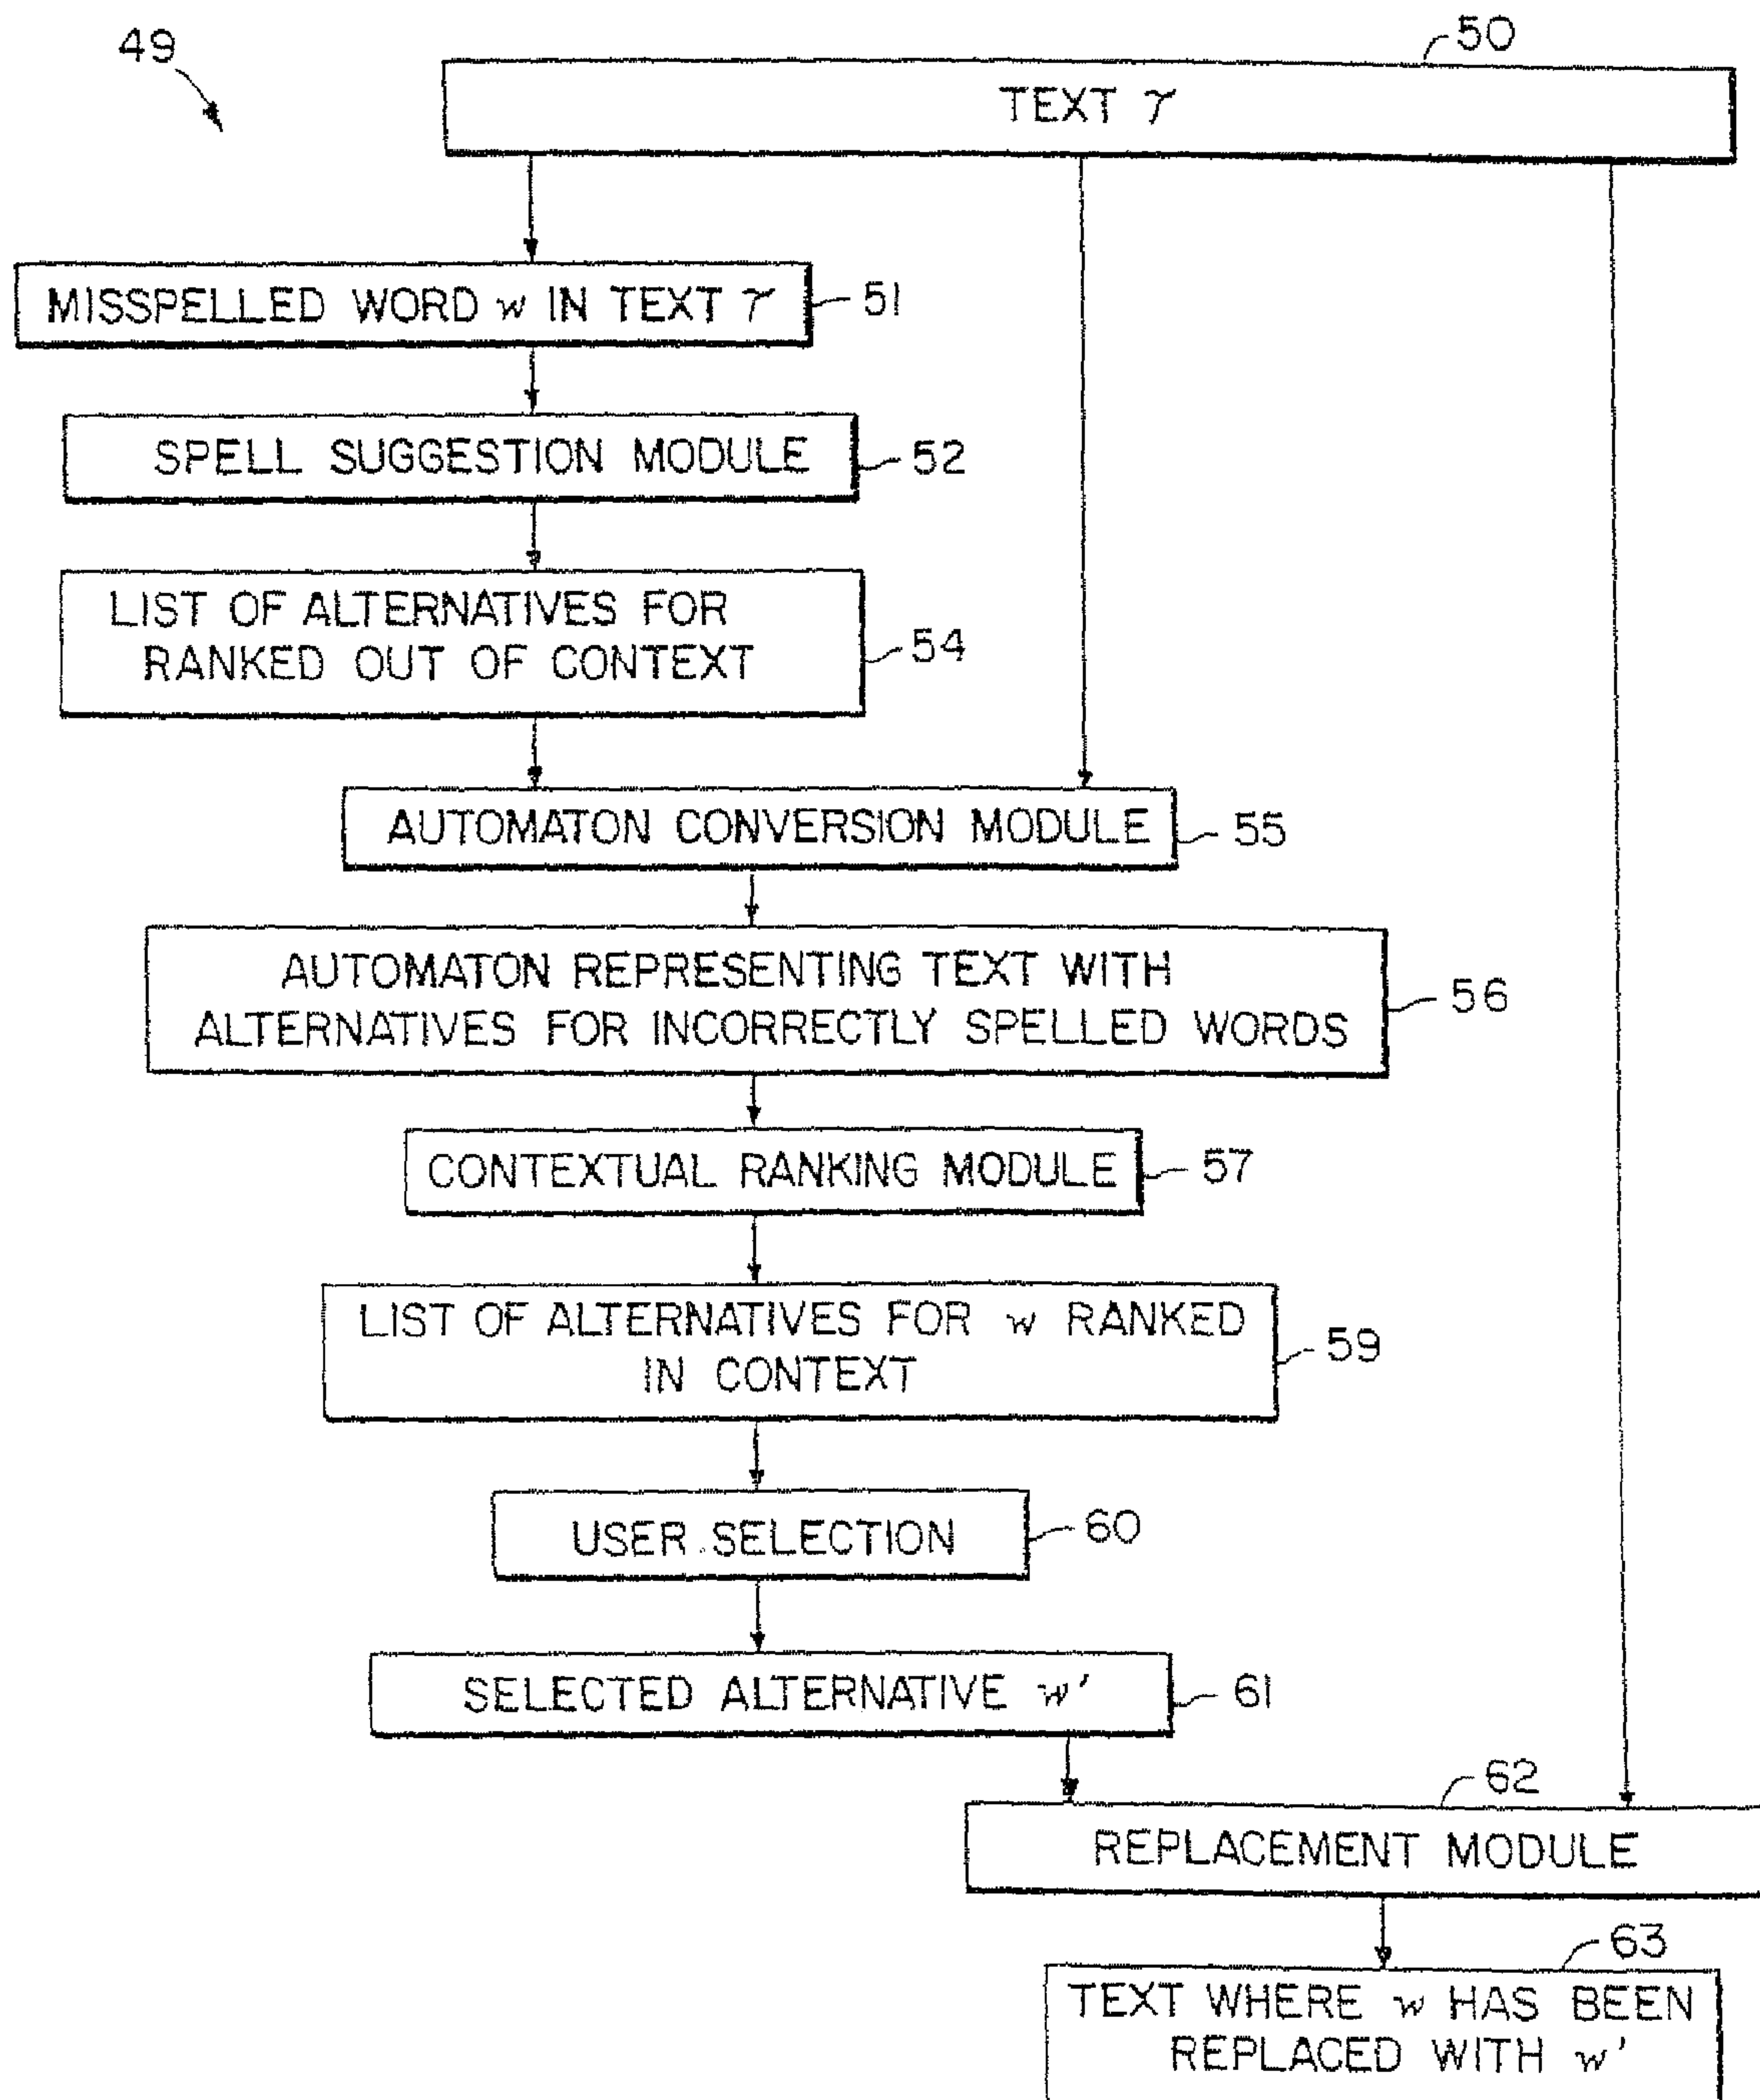 49
50
TEXT T
MISSPELLED WORD w IN TEXT T
51
SPELL SUGGESTION MODULE
52
LIST OF ALTERNATIVES FOR
RANKED OUT OF CONTEXT
54
AUTOMATON CONVERSION MODULE
55
AUTOMATON REPRESENTING TEXT WITH
ALTERNATIVES FOR INCORRECTLY SPELLED WORDS
56
CONTEXTUAL RANKING MODULE
57
LIST OF ALTERNATIVES FOR w RANKED
IN CONTEXT
59
USER SELECTION
60
SELECTED ALTERNATIVE w'
61
62
REPLACEMENT MODULE
63
TEXT WHERE w HAS BEEN
REPLACED WITH w'